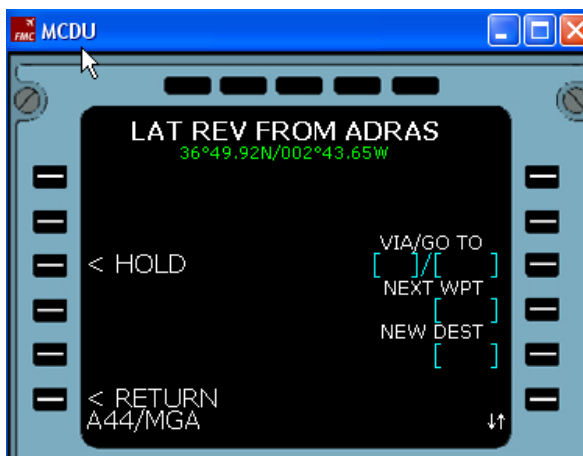 FMC MCDU
LAT REV FROM ADRAS
36°49.92N/002°43.65W
VIA/GO TO
< HOLD [ ]/[ ]
NEXT WPT
[ ]
NEW DEST
[ ]
< RETURN
A44/MGA ↓↑